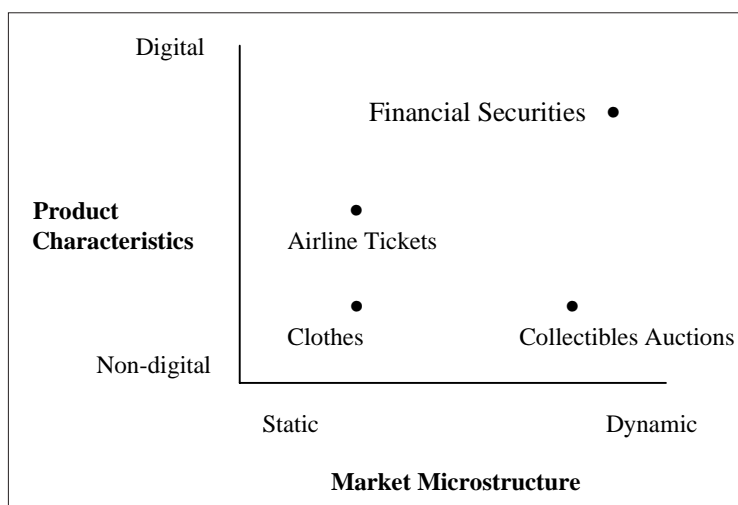 Digital
Financial Securities
Product
Characteristics
Airline Tickets
Clothes
Collectibles Auctions
Non-digital
Static
Dynamic
Market Microstructure